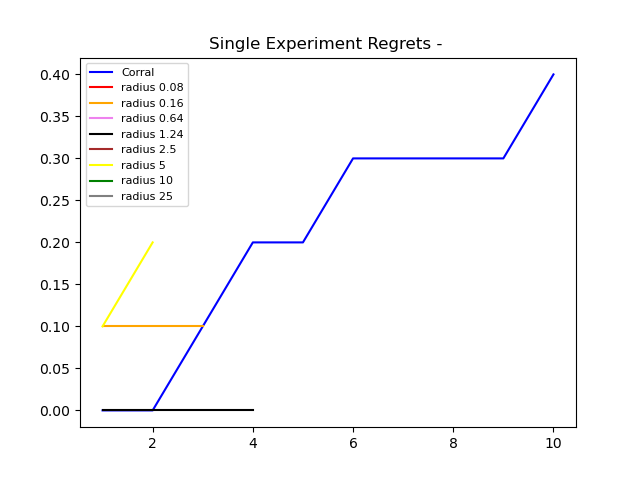 Single Experiment Regrets -
0.40
0.35
0.30
0.25
0.20
0.15
0.10
0.05
0.00
Corral
radius 0.08
radius 0.16
radius 0.64
radius 1.24
radius 2.5
radius 5
radius 10
radius 25
2
4
6
8
10